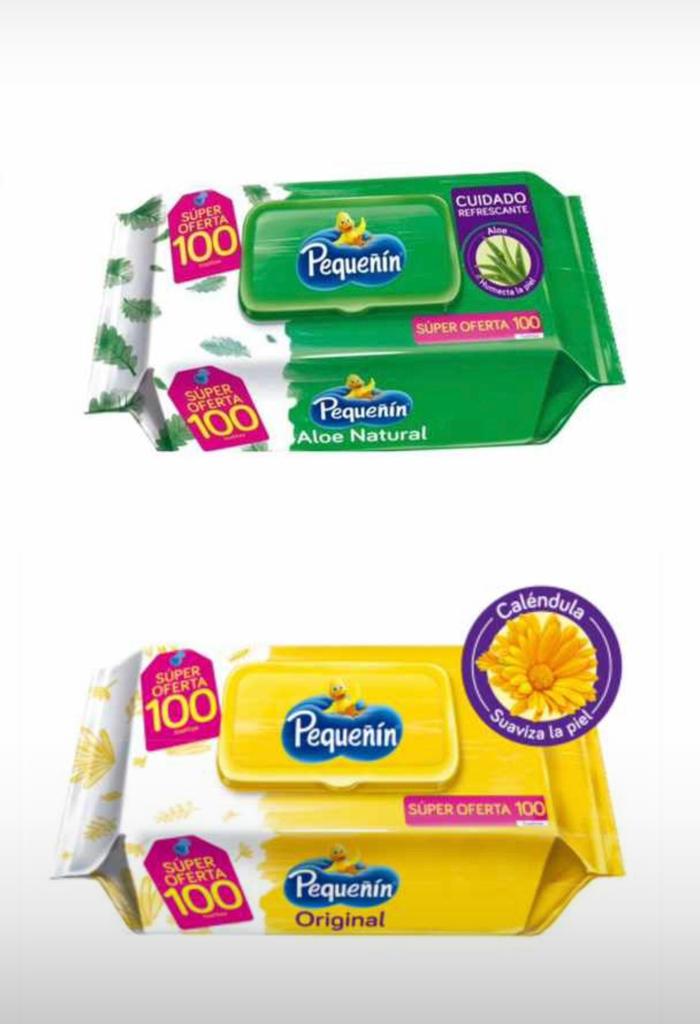 SÚPER
OFERTA
100
Pequeñín
CUIDADO
REFRESCANTE
Aloe
Humecta la piel
SÚPER OFERTA 100
SÚPER
OFERTA
100
Pequeñín
Aloe Natural
Caléndula
Suaviza la piel
SÚPER
OFERTA
100
Pequeñín
SÚPER OFERTA 100
SÚPER
OFERTA
100
Pequeñín
Original